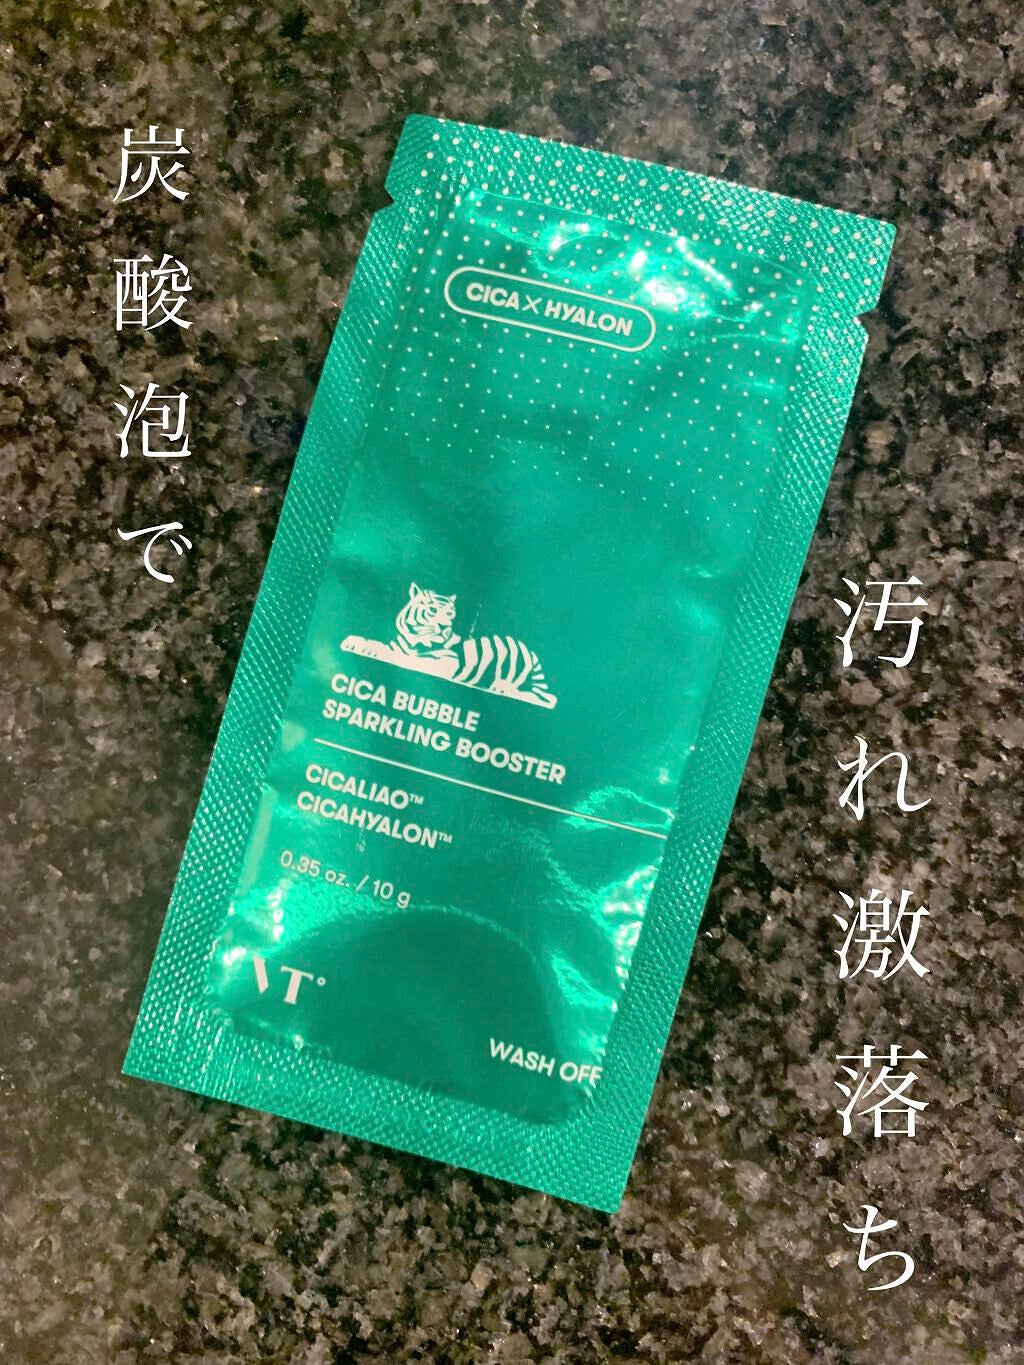 炭酸泡で
汚れ激落ち
CICA×HYALON
CICA BUBBLE
SPARKLING BOOSTER
CICALIAO™
CICAHYALON™
0.35 oz. / 10 g
VT°
WASH OFF